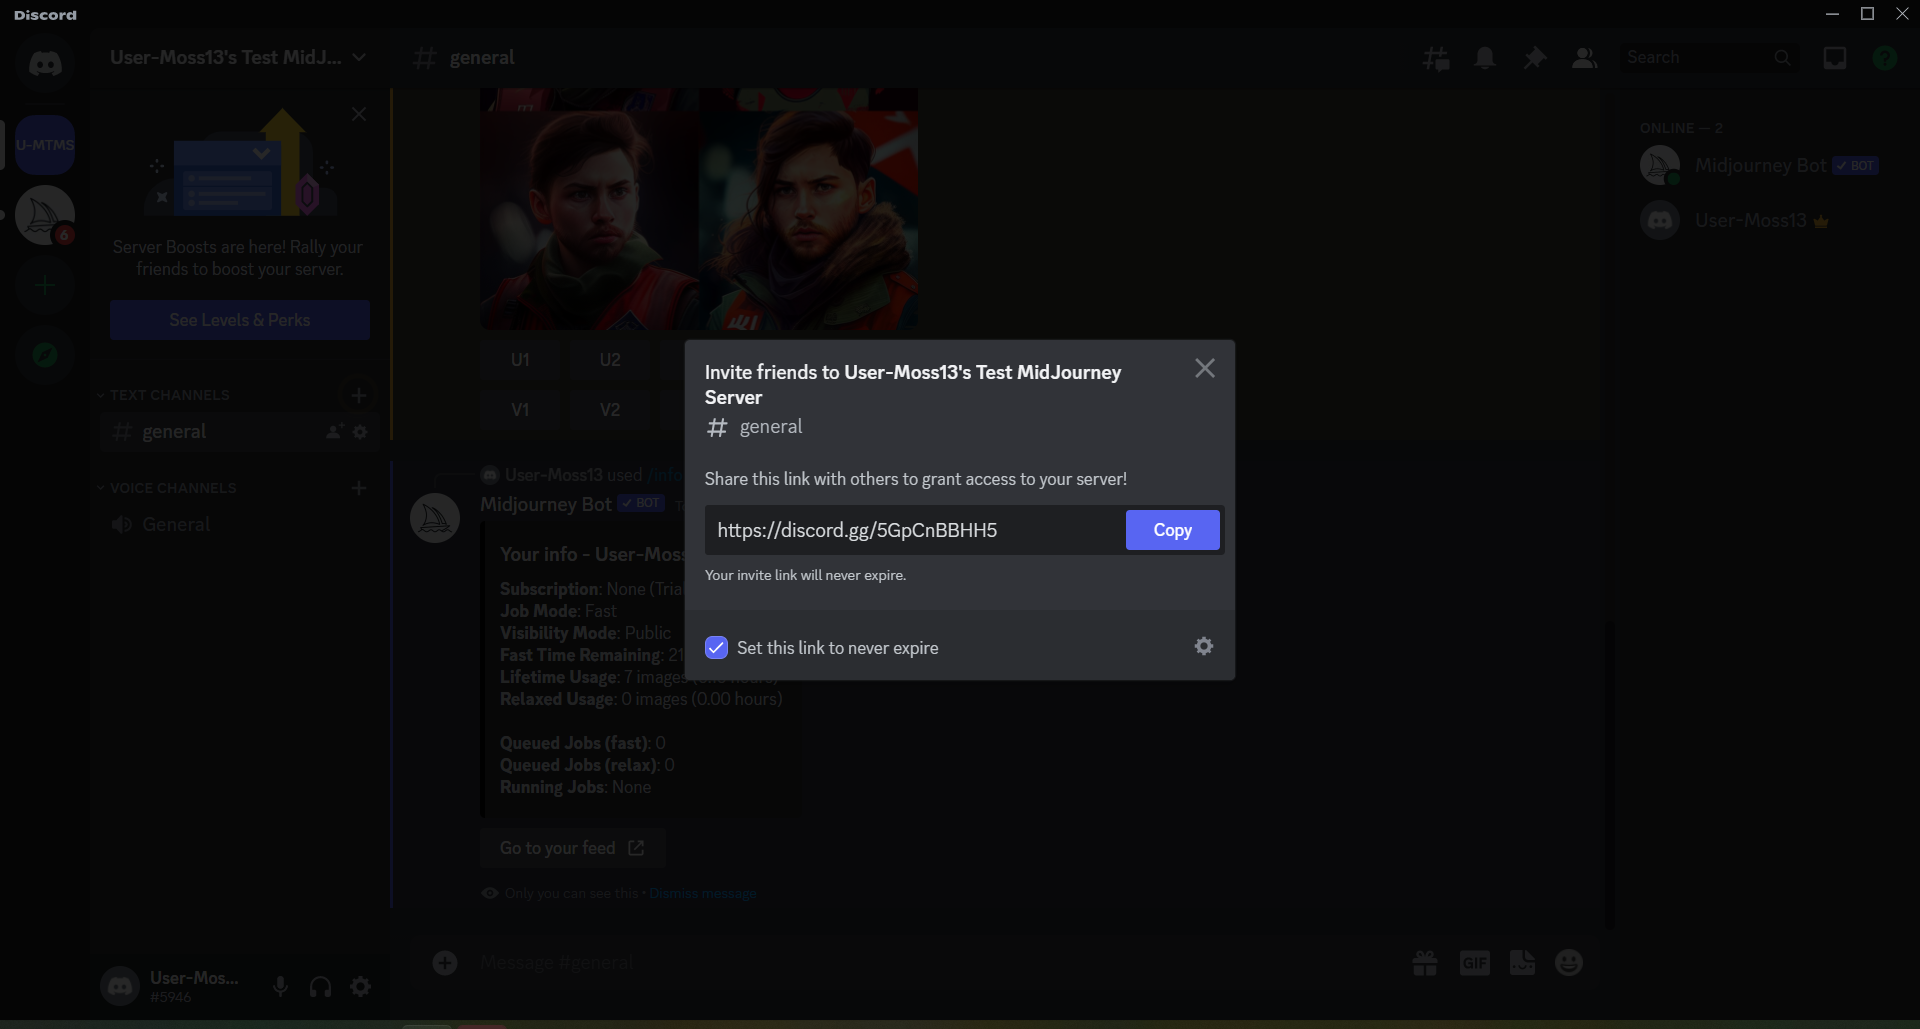 Discord
User-Moss13's Test MidJ...
general
Search
U-MTMS
6
Server Boosts are here! Rally your
friends to boost your server.
See Levels & Perks
TEXT CHANNELS
general
VOICE CHANNELS
General
User-Mos...
#5946
U1
U2
V1
V2
User-Moss13 used /info
Midjourney Bot BOT
Your info - User-Moss
Subscription: None (Tria
Job Mode: Fast
Visibility Mode: Public
Fast Time Remaining: 21
Lifetime Usage: 7 images
Relaxed Usage: 0 images (0.00 hours)
Queued Jobs (fast): 0
Queued Jobs (relax): 0
Running Jobs: None
Go to your feed
Only you can see this • Dismiss message
Message #general
GIF
Invite friends to User-Moss13's Test MidJourney
Server
general
Share this link with others to grant access to your server!
https://discord.gg/5GpCnBBHH5
Copy
Your invite link will never expire.
Set this link to never expire
ONLINE — 2
Midjourney Bot BOT
User-Moss13